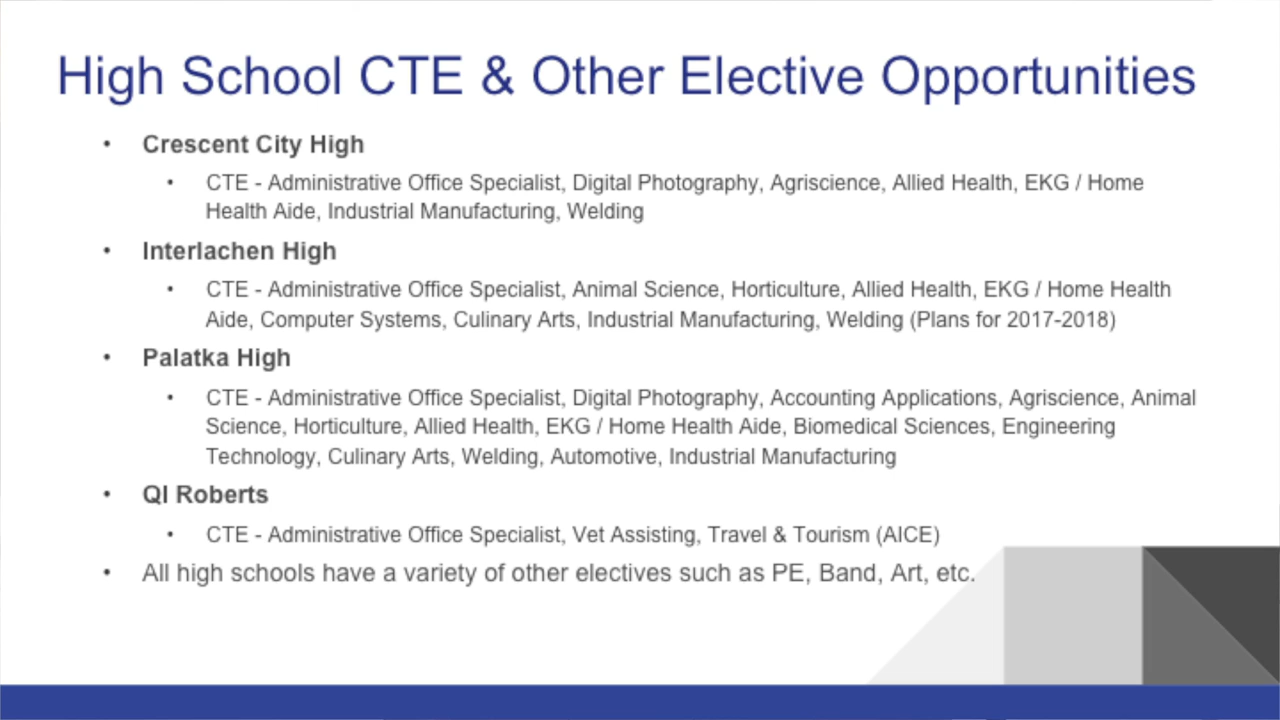 High School CTE & Other Elective Opportunities
• Crescent City High
• CTE - Administrative Office Specialist, Digital Photography, Agriscience, Allied Health, EKG / Home
Health Aide, Industrial Manufacturing, Welding
• Interlachen High
• CTE - Administrative Office Specialist, Animal Science, Horticulture, Allied Health, EKG / Home Health
Aide, Computer Systems, Culinary Arts, Industrial Manufacturing, Welding (Plans for 2017-2018)
• Palatka High
• CTE - Administrative Office Specialist, Digital Photography, Accounting Applications, Agriscience, Animal
Science, Horticulture, Allied Health, EKG / Home Health Aide, Biomedical Sciences, Engineering
Technology, Culinary Arts, Welding, Automotive, Industrial Manufacturing
• QI Roberts
• CTE - Administrative Office Specialist, Vet Assisting, Travel & Tourism (AICE)
• All high schools have a variety of other electives such as PE, Band, Art, etc.